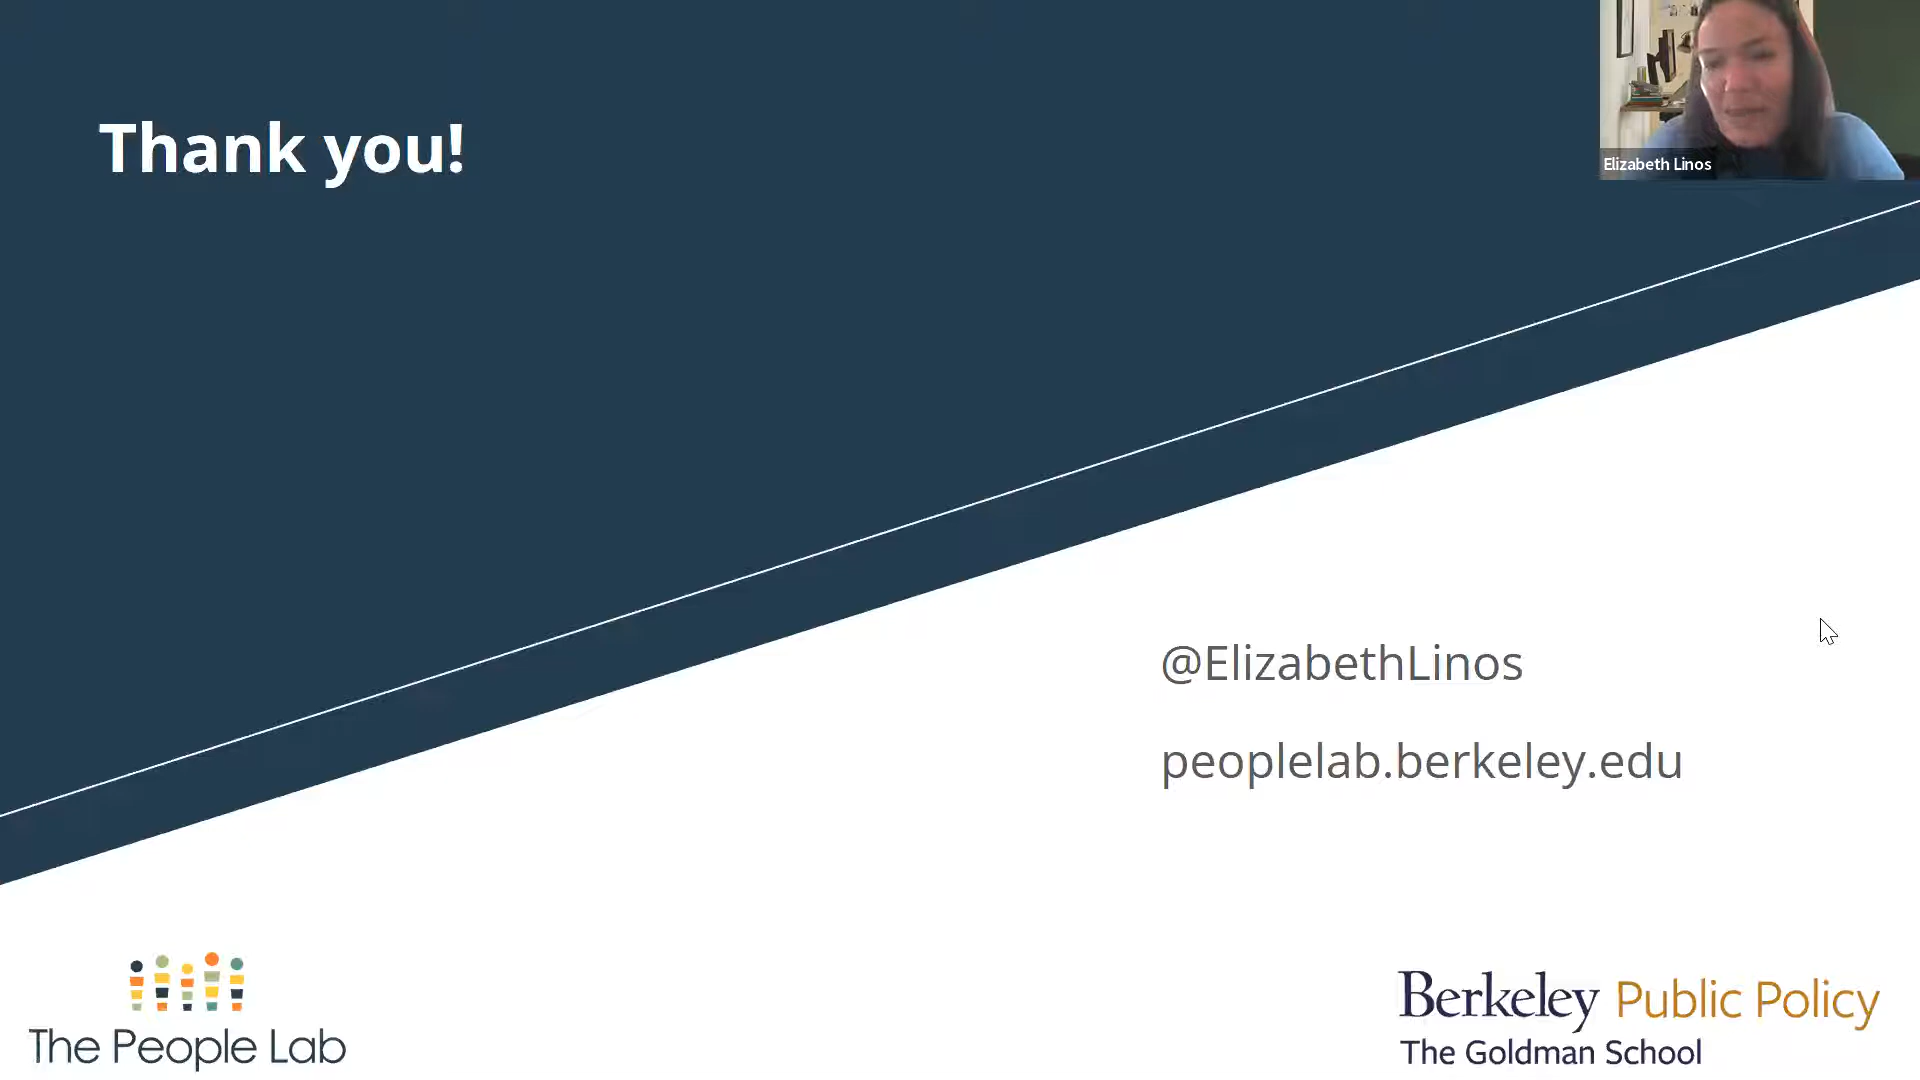 Thank you!
Elizabeth Linos
@ElizabethLinos
peoplelab.berkeley.edu
The People Lab
Berkeley Public Policy
The Goldman School